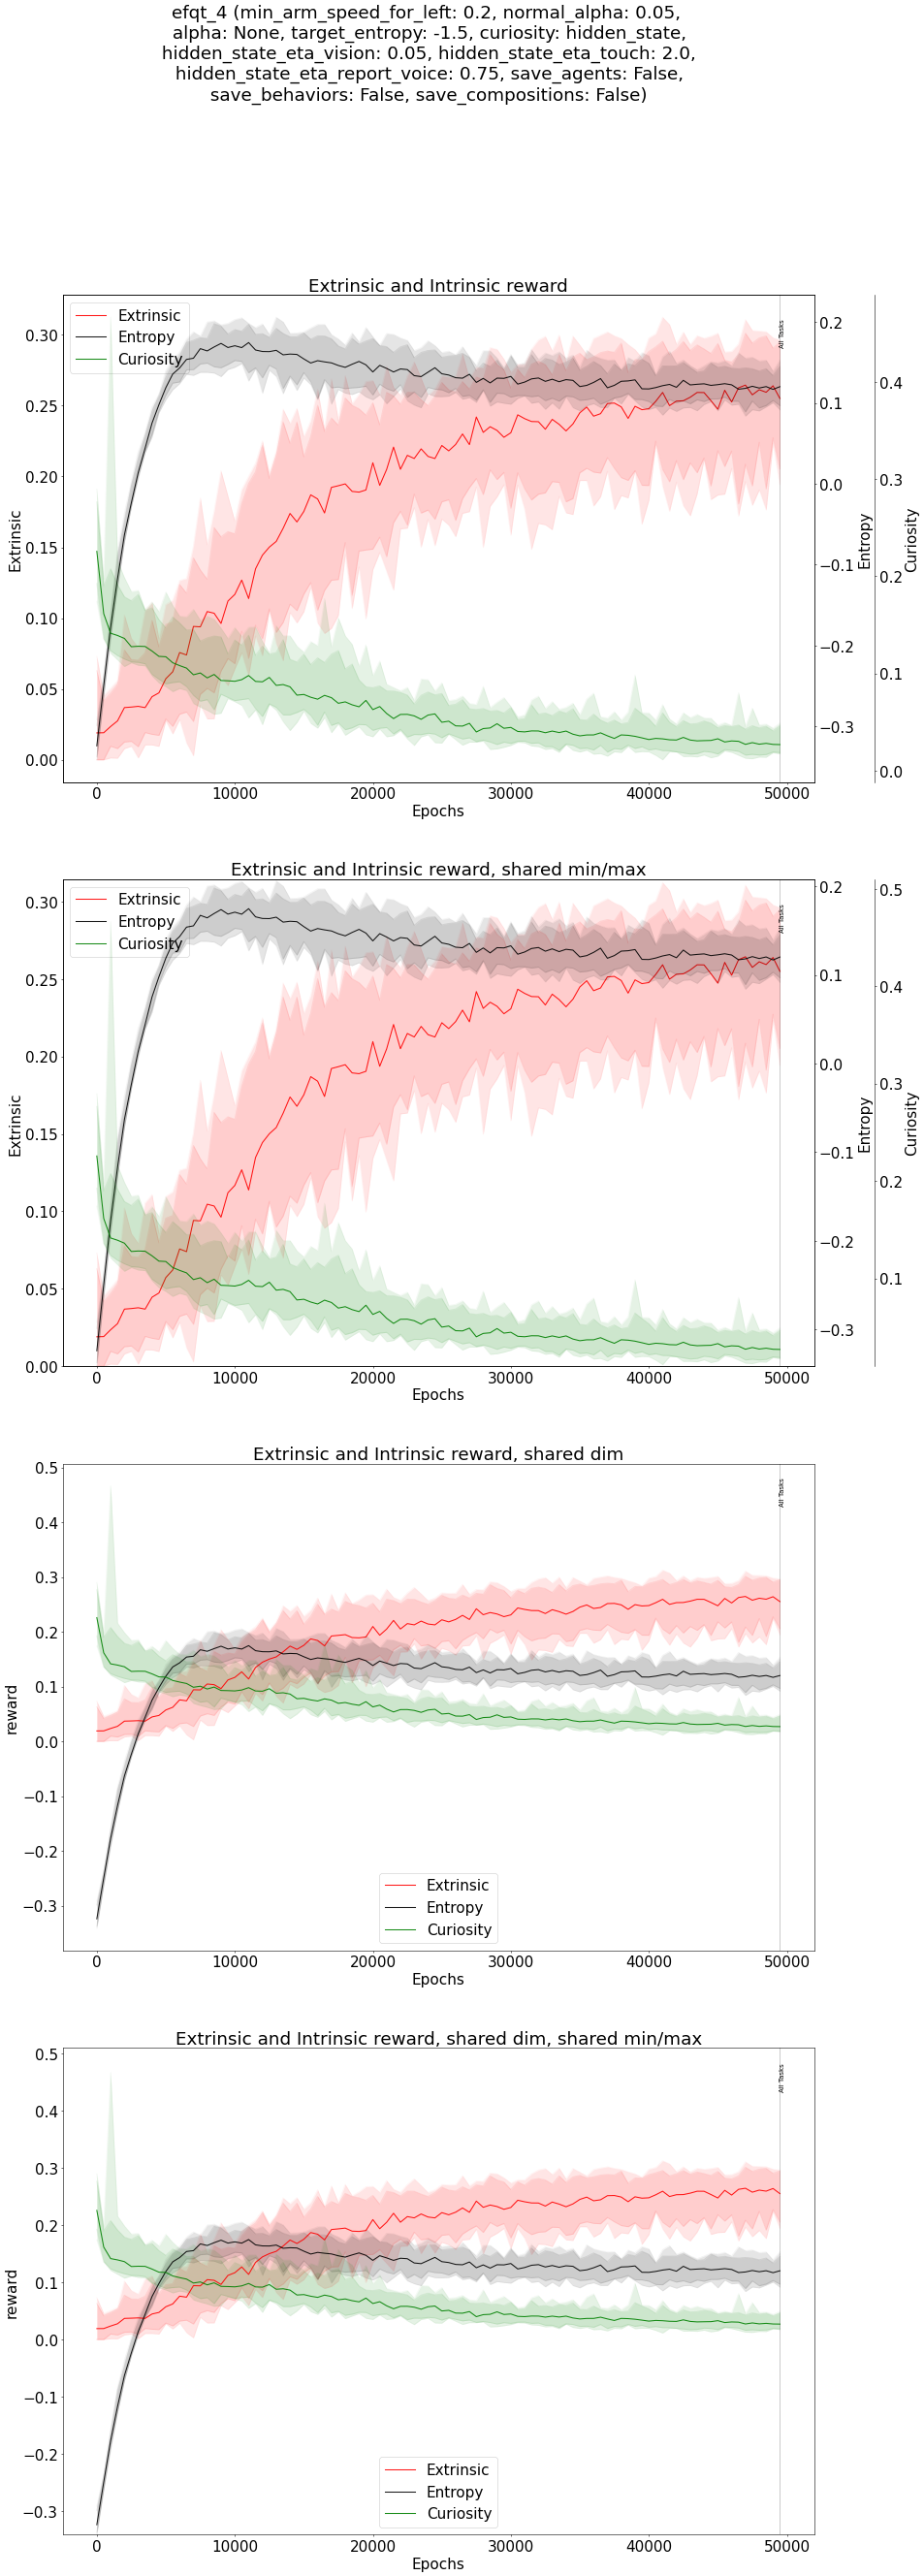 efqt_4 (min_arm_speed_for_left: 0.2, normal_alpha: 0.05,
alpha: None, target_entropy: -1.5, curiosity: hidden_state,
hidden_state_eta_vision: 0.05, hidden_state_eta_touch: 2.0,
hidden_state_eta_report_voice: 0.75, save_agents: False,
save_behaviors: False, save_compositions: False)
Extrinsic and Intrinsic reward
Extrinsic
Entropy
Curiosity
All Tasks
0.30
0.25
0.20
0.15
0.10
0.05
0.00
Extrinsic
0.2
0.1
0.0
−0.1
−0.2
−0.3
Entropy
0.4
0.3
0.2
0.1
0.0
Curiosity
0 10000 20000 30000 40000 50000
Epochs
Extrinsic and Intrinsic reward, shared min/max
Extrinsic
Entropy
Curiosity
All Tasks
0.30
0.25
0.20
0.15
0.10
0.05
0.00
Extrinsic
0.2
0.1
0.0
−0.1
−0.2
−0.3
Entropy
0.5
0.4
0.3
0.2
0.1
Curiosity
0 10000 20000 30000 40000 50000
Epochs
Extrinsic and Intrinsic reward, shared dim
All Tasks
0.5
0.4
0.3
0.2
0.1
0.0
−0.1
−0.2
−0.3
reward
Extrinsic
Entropy
Curiosity
0 10000 20000 30000 40000 50000
Epochs
Extrinsic and Intrinsic reward, shared dim, shared min/max
All Tasks
0.5
0.4
0.3
0.2
0.1
0.0
−0.1
−0.2
−0.3
reward
Extrinsic
Entropy
Curiosity
0 10000 20000 30000 40000 50000
Epochs